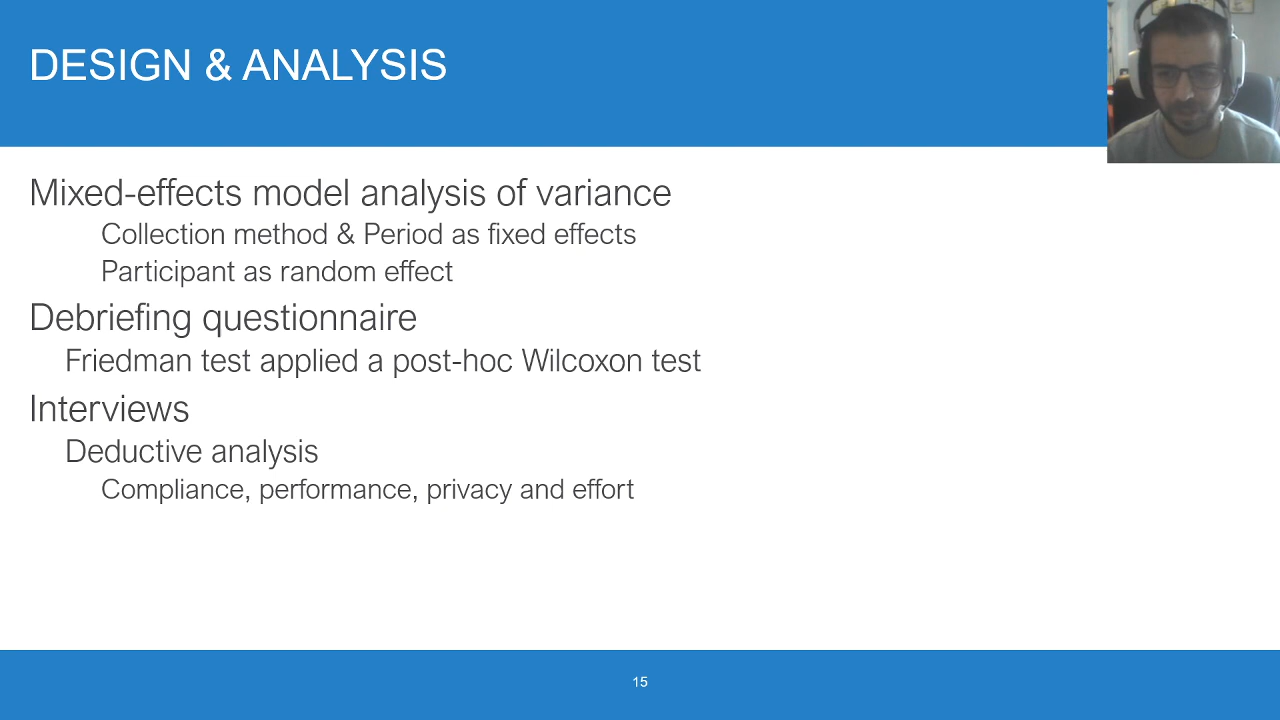 DESIGN & ANALYSIS
Mixed-effects model analysis of variance
Collection method & Period as fixed effects
Participant as random effect
Debriefing questionnaire
Friedman test applied a post-hoc Wilcoxon test
Interviews
Deductive analysis
Compliance, performance, privacy and effort
15